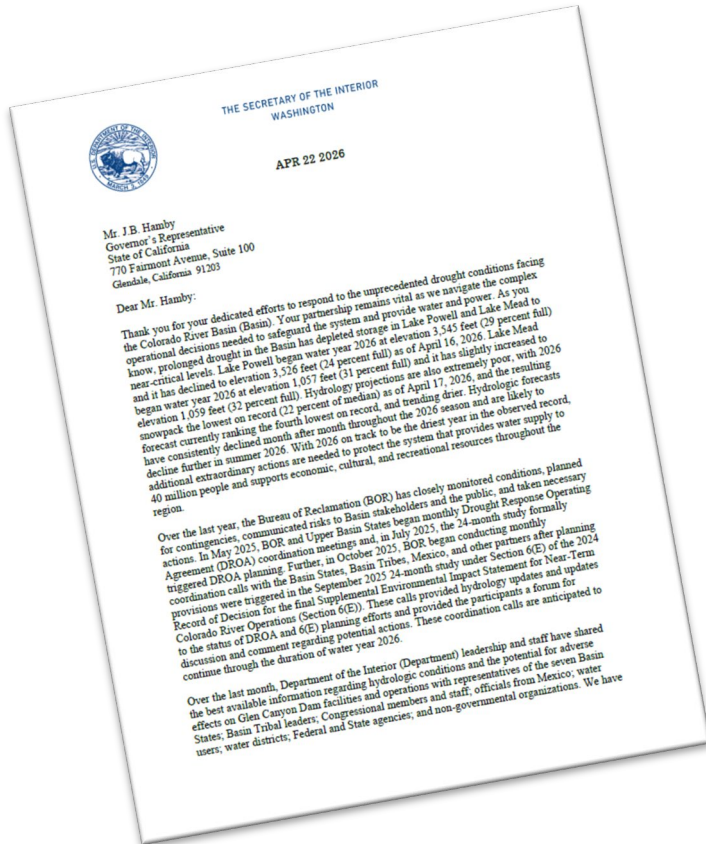 THE SECRETARY OF THE INTERIOR
WASHINGTON
U.S. DEPARTMENT OF THE INTERIOR
MARCH 3, 1849
APR 22 2026
Mr. J.B. Hamby
Governor's Representative
State of California
770 Fairmont Avenue, Suite 100
Glendale, California 91203
Dear Mr. Hamby:
Thank you for your dedicated efforts to respond to the unprecedented drought conditions facing
the Colorado River Basin (Basin). Your partnership remains vital as we navigate the complex
operational decisions needed to safeguard the system and provide water and power. As you
know, prolonged drought in the Basin has depleted storage in Lake Powell and Lake Mead to
near-critical levels. Lake Powell began water year 2026 at elevation 3,545 feet (29 percent full)
and it has declined to elevation 3,526 feet (24 percent full) as of April 16, 2026. Lake Mead
began water year 2026 at elevation 1,057 feet (31 percent full) and it has slightly increased to
elevation 1,059 feet (32 percent full). Hydrology projections are also extremely poor, with 2026
snowpack the lowest on record (22 percent of median) as of April 17, 2026, and the resulting
forecast currently ranking the fourth lowest on record, and trending drier. Hydrologic forecasts
have consistently declined month after month throughout the 2026 season and are likely to
decline further in summer 2026. With 2026 on track to be the driest year in the observed record,
additional extraordinary actions are needed to protect the system that provides water supply to
40 million people and supports economic, cultural, and recreational resources throughout the
region.
Over the last year, the Bureau of Reclamation (BOR) has closely monitored conditions, planned
for contingencies, communicated risks to Basin stakeholders and the public, and taken necessary
actions. In May 2025, BOR and Upper Basin States began monthly Drought Response Operating
Agreement (DROA) coordination meetings and, in July 2025, the 24-month study formally
triggered DROA planning. Further, in October 2025, BOR began conducting monthly
coordination calls with the Basin States, Basin Tribes, Mexico, and other partners after planning
provisions were triggered in the September 2025 24-month study under Section 6(E) of the 2024
Record of Decision for the final Supplemental Environmental Impact Statement for Near-Term
Colorado River Operations (Section 6(E)). These calls provided hydrology updates and updates
to the status of DROA and 6(E) planning efforts and provided the participants a forum for
discussion and comment regarding potential actions. These coordination calls are anticipated to
continue through the duration of water year 2026.
Over the last month, Department of the Interior (Department) leadership and staff have shared
the best available information regarding hydrologic conditions and the potential for adverse
effects on Glen Canyon Dam facilities and operations with representatives of the seven Basin
States; Basin Tribal leaders; Congressional members and staff; officials from Mexico; water
users; water districts; Federal and State agencies; and non-governmental organizations. We have